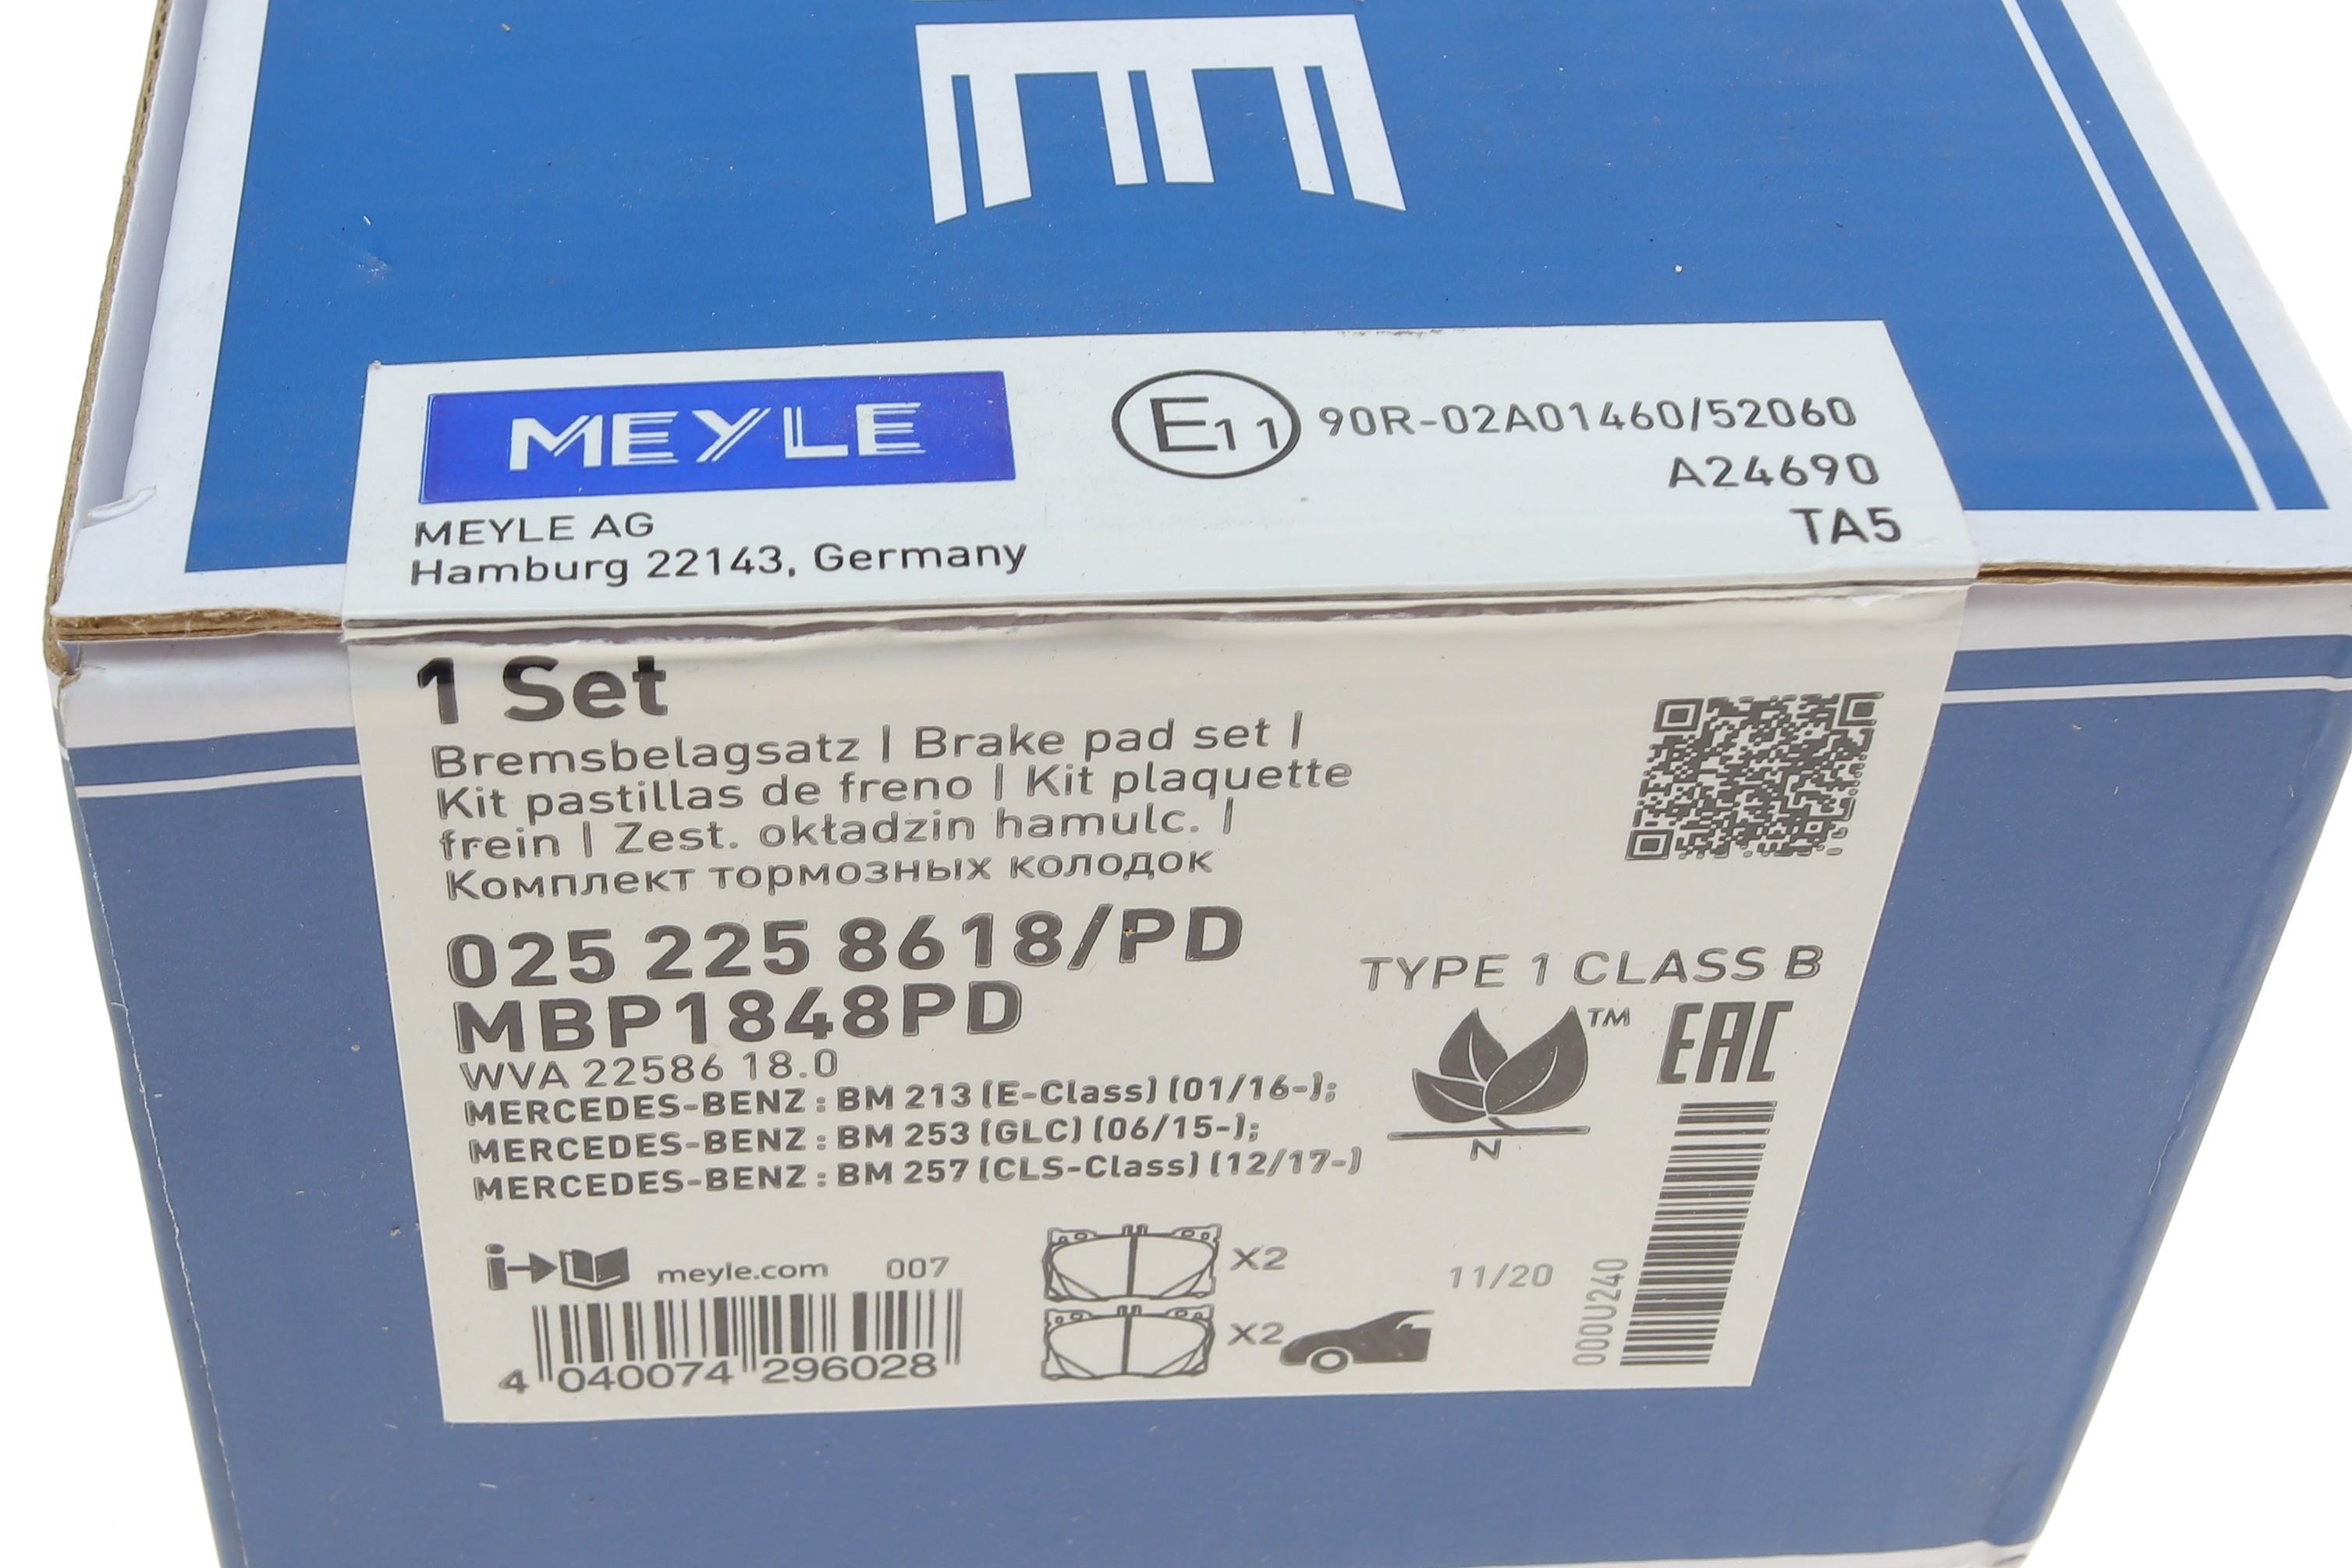 MEYLE
E11 90R-02A01460/52060
A24690
TA5
MEYLE AG
Hamburg 22143, Germany
1 Set
Bremsbelagsatz | Brake pad set |
Kit pastillas de freno | Kit plaquette
frein | Zest. okładzin hamulc. |
Комплект тормозных колодок
025 225 8618/PD
MBP1848PD
WVA 22586 18.0
MERCEDES-BENZ : BM 213 (E-Class) (01/16-);
MERCEDES-BENZ : BM 253 (GLC) (06/15-);
MERCEDES-BENZ : BM 257 (CLS-Class) (12/17-)
TYPE 1 CLASS B
TM
EAC
N
i meyle.com 007
X2
X2
11/20
000U240
4 040074 296028